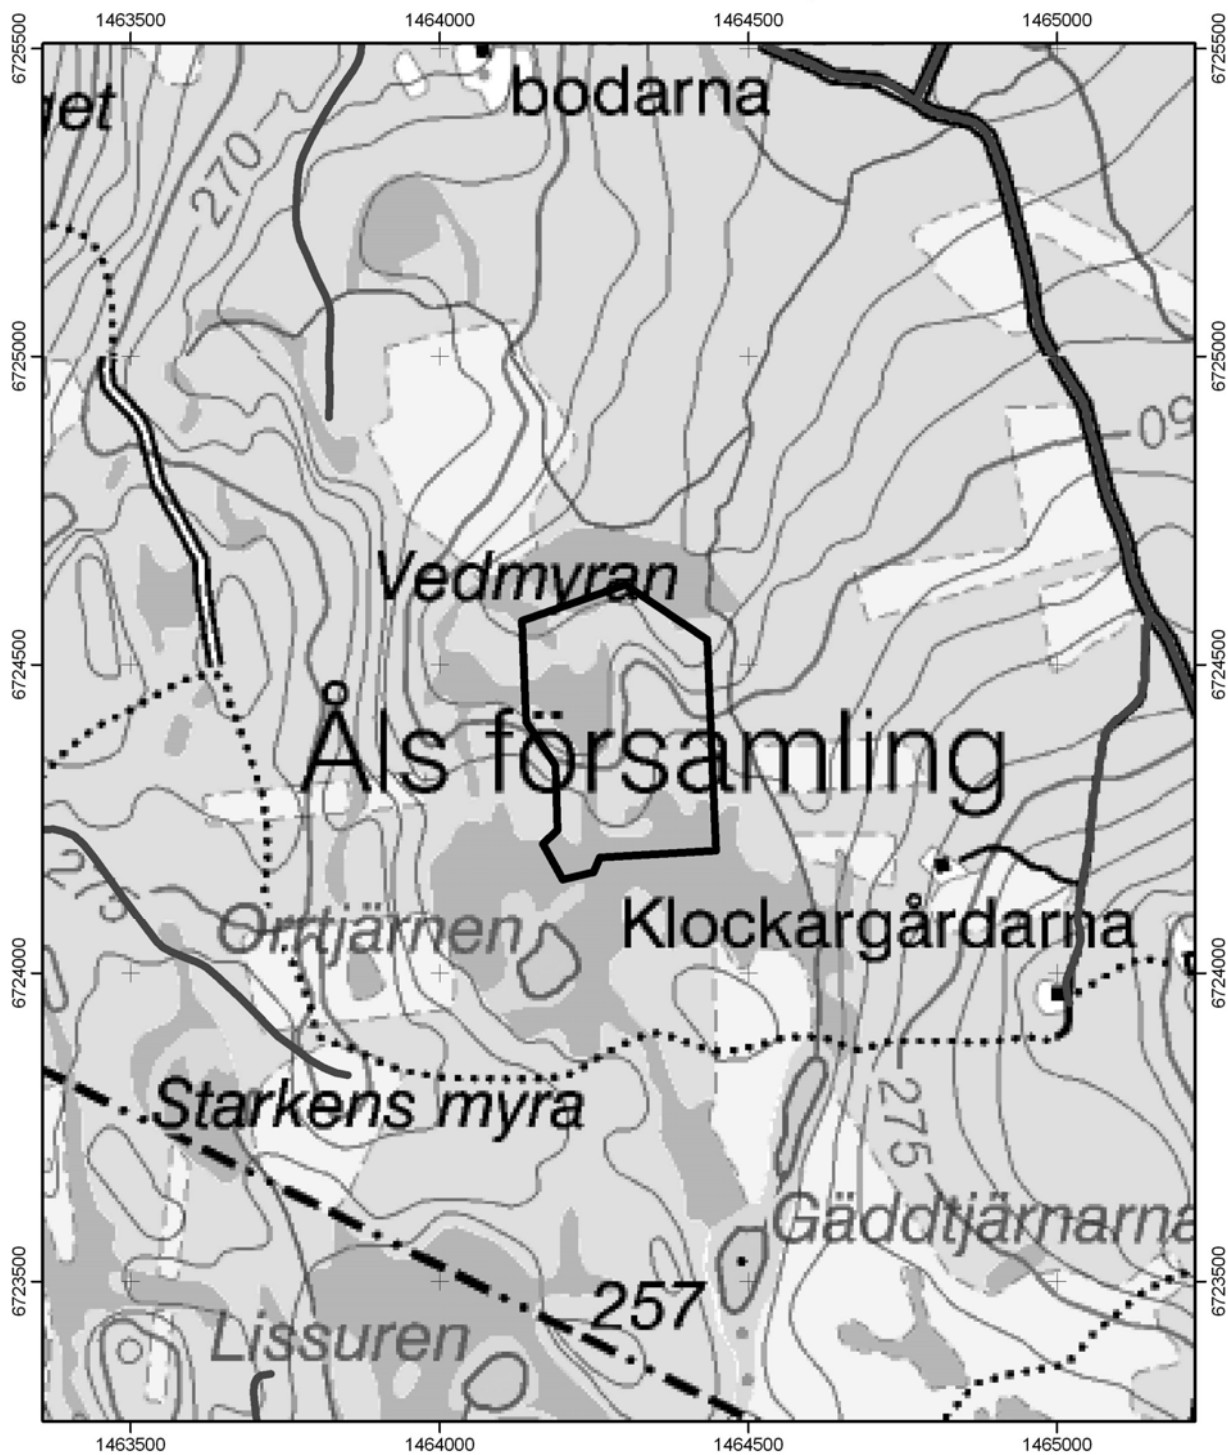 1463500 1464000 1464500 1465000
6725500 6725500
bodarna
get
270
6725000 6725000
Vedmyran
6724500 6724500
Åls församling
Orrtjärnen
Klockargårdarna
6724000 6724000
Starkens myra
275
Gäddtjärnarna
6723500 6723500
257
Lissuren
1463500 1464000 1464500 1465000